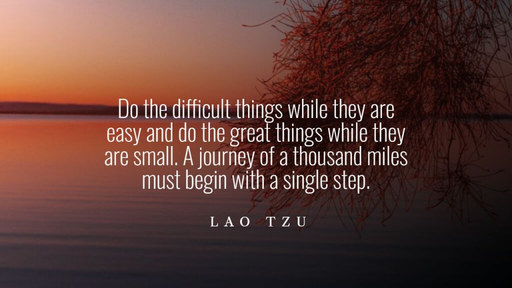 Do the difficult things while they are
easy and do the great things while they
are small. A journey of a thousand miles
must begin with a single step.
LAO TZU